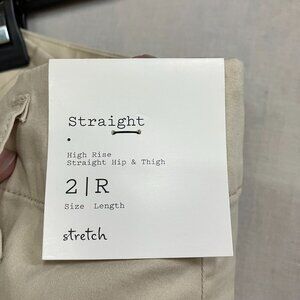 Straight
High Rise
Straight Hip & Thigh
2|R
Size Length
stretch